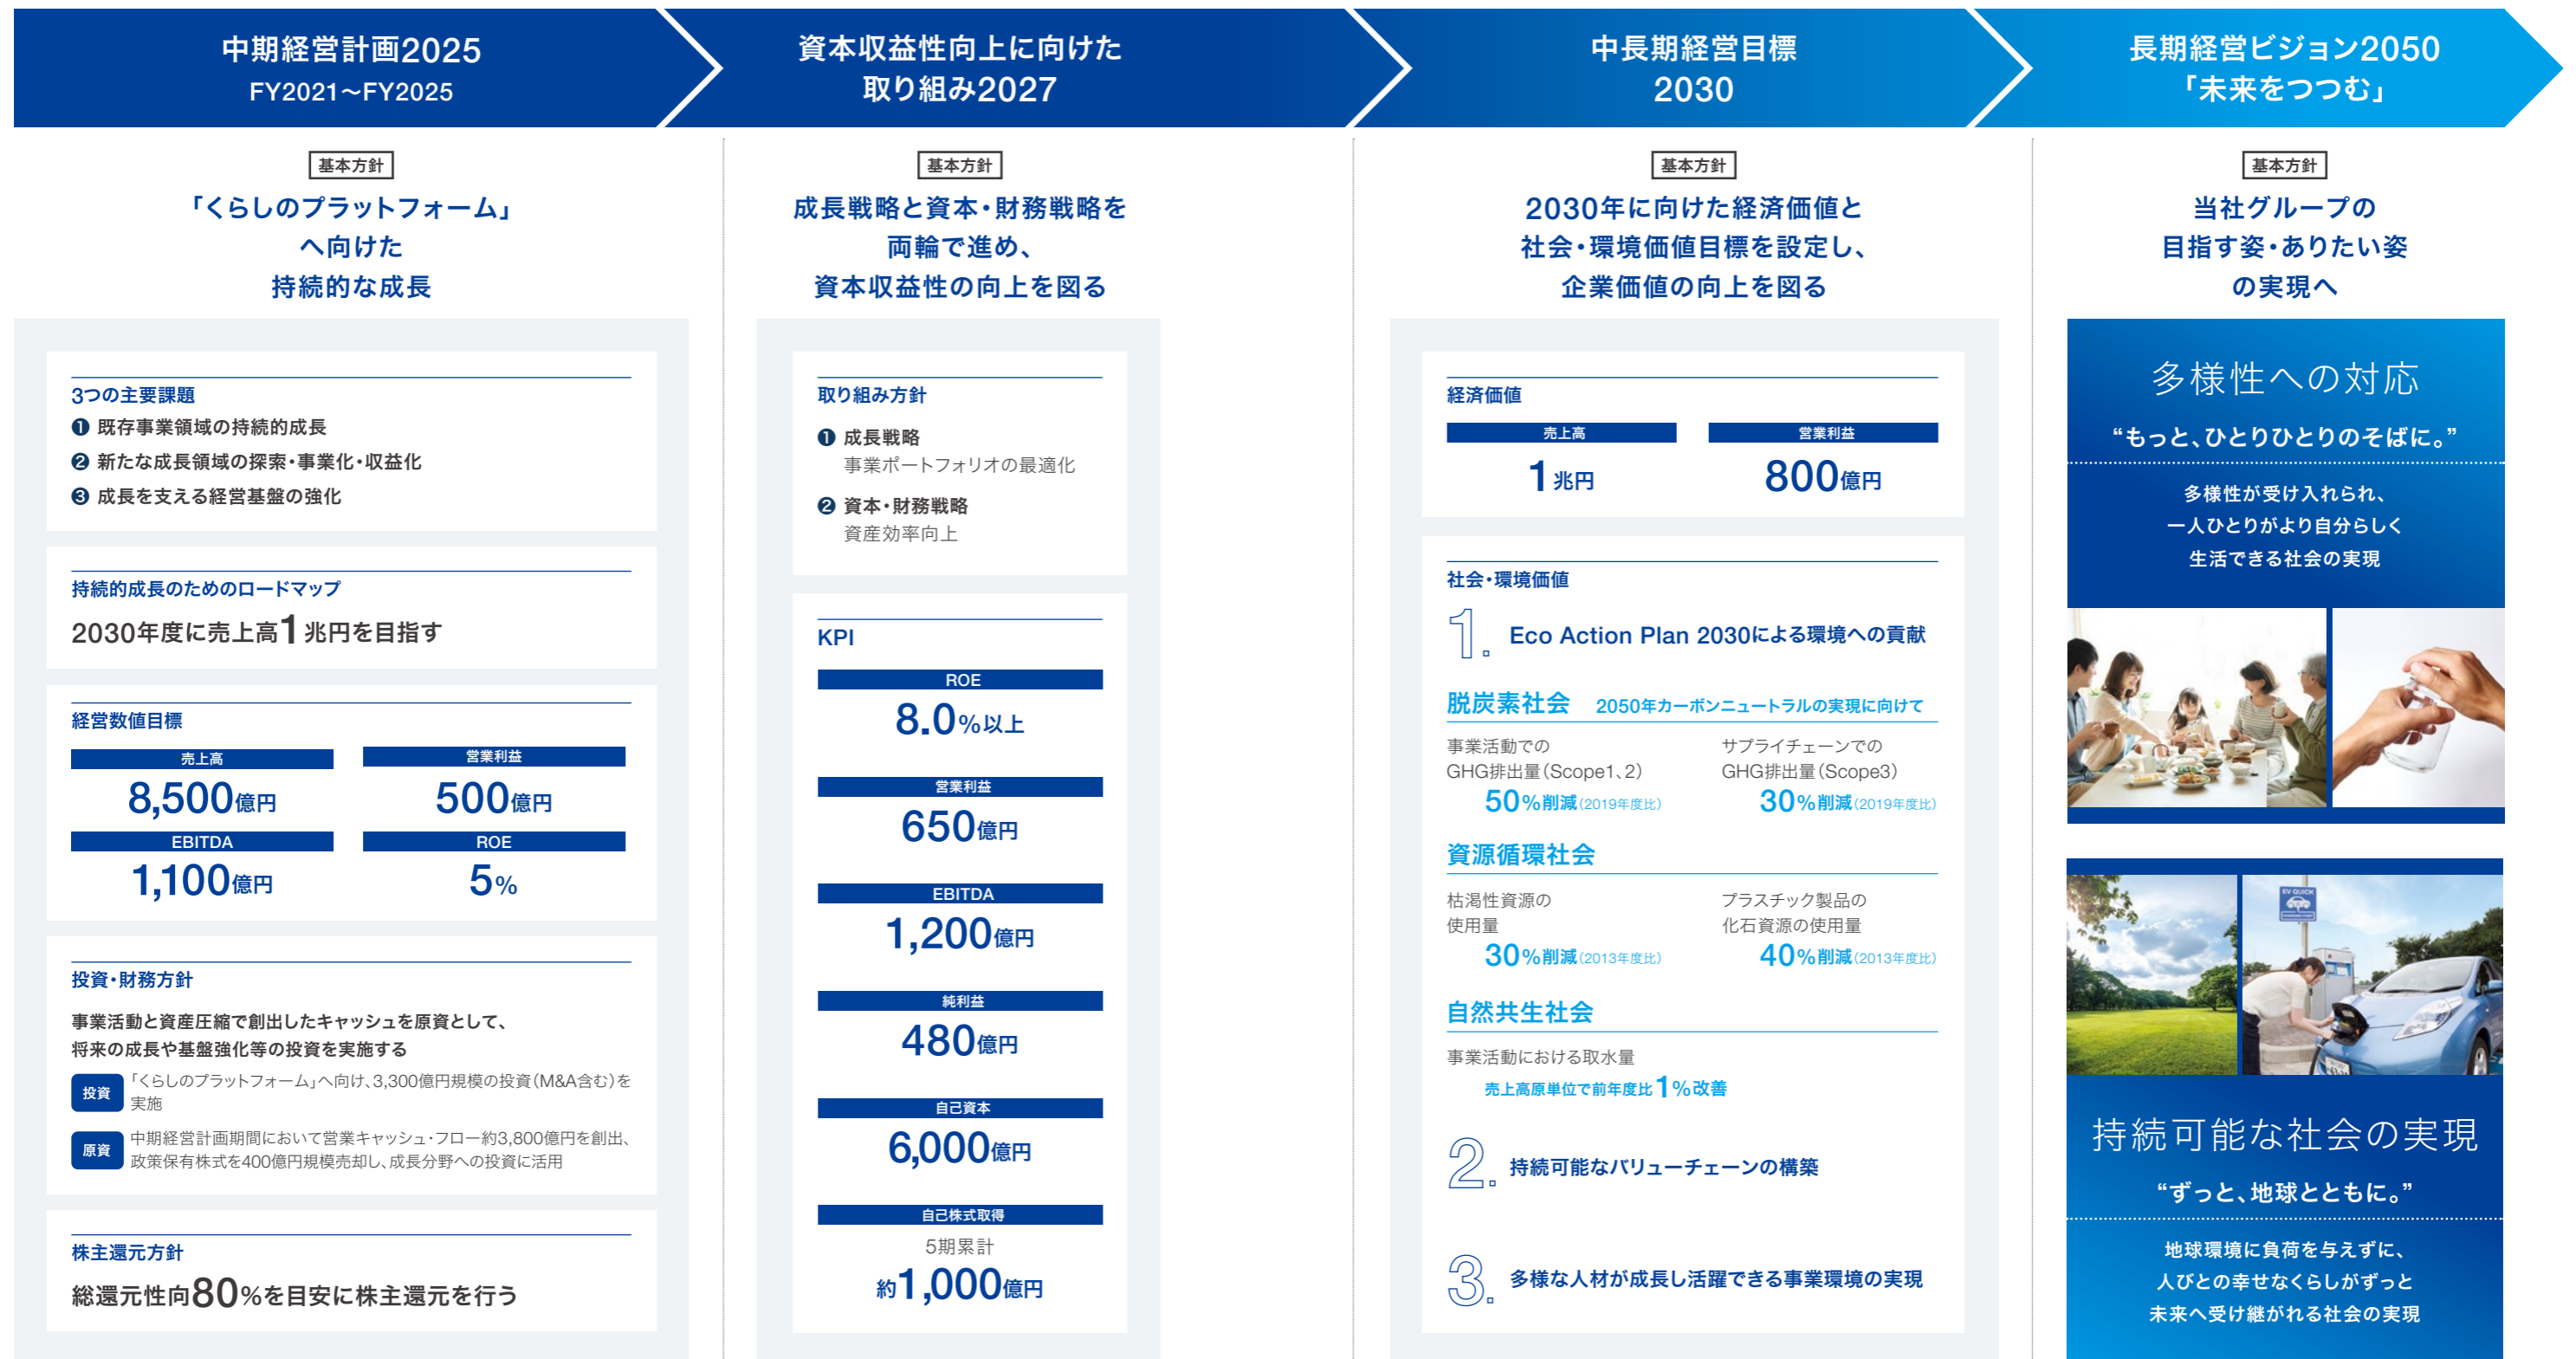 中期経営計画2025
FY2021～FY2025
資本収益性向上に向けた
取り組み2027
中長期経営目標
2030
長期経営ビジョン2050
「未来をつつむ」
基本方針
「くらしのプラットフォーム」
へ向けた
持続的な成長
3つの主要課題
❶ 既存事業領域の持続的成長
❷ 新たな成長領域の探索・事業化・収益化
❸ 成長を支える経営基盤の強化
持続的成長のためのロードマップ
2030年度に売上高1兆円を目指す
経営数値目標
売上高
8,500億円
営業利益
500億円
EBITDA
1,100億円
ROE
5%
投資・財務方針
事業活動と資産圧縮で創出したキャッシュを原資として、
将来の成長や基盤強化等の投資を実施する
投資
「くらしのプラットフォーム」へ向け、3,300億円規模の投資（M&A含む）を
実施
原資
中期経営計画期間において営業キャッシュ・フロー約3,800億円を創出、
政策保有株式を400億円規模売却し、成長分野への投資に活用
株主還元方針
総還元性向80%を目安に株主還元を行う
基本方針
成長戦略と資本・財務戦略を
両輪で進め、
資本収益性の向上を図る
取り組み方針
❶ 成長戦略
事業ポートフォリオの最適化
❷ 資本・財務戦略
資産効率向上
KPI
ROE
8.0%以上
営業利益
650億円
EBITDA
1,200億円
純利益
480億円
自己資本
6,000億円
自己株式取得
5期累計
約1,000億円
基本方針
2030年に向けた経済価値と
社会・環境価値目標を設定し、
企業価値の向上を図る
経済価値
売上高
1兆円
営業利益
800億円
社会・環境価値
1. Eco Action Plan 2030による環境への貢献
脱炭素社会 2050年カーボンニュートラルの実現に向けて
事業活動での
GHG排出量（Scope1、2）
50%削減（2019年度比）
サプライチェーンでの
GHG排出量（Scope3）
30%削減（2019年度比）
資源循環社会
枯渇性資源の
使用量
30%削減（2013年度比）
プラスチック製品の
化石資源の使用量
40%削減（2013年度比）
自然共生社会
事業活動における取水量
売上高原単位で前年度比1%改善
2. 持続可能なバリューチェーンの構築
3. 多様な人材が成長し活躍できる事業環境の実現
基本方針
当社グループの
目指す姿・ありたい姿
の実現へ
多様性への対応
“もっと、ひとりひとりのそばに。”
多様性が受け入れられ、
一人ひとりがより自分らしく
生活できる社会の実現
EV QUICK
持続可能な社会の実現
“ずっと、地球とともに。”
地球環境に負荷を与えずに、
人びとの幸せなくらしがずっと
未来へ受け継がれる社会の実現